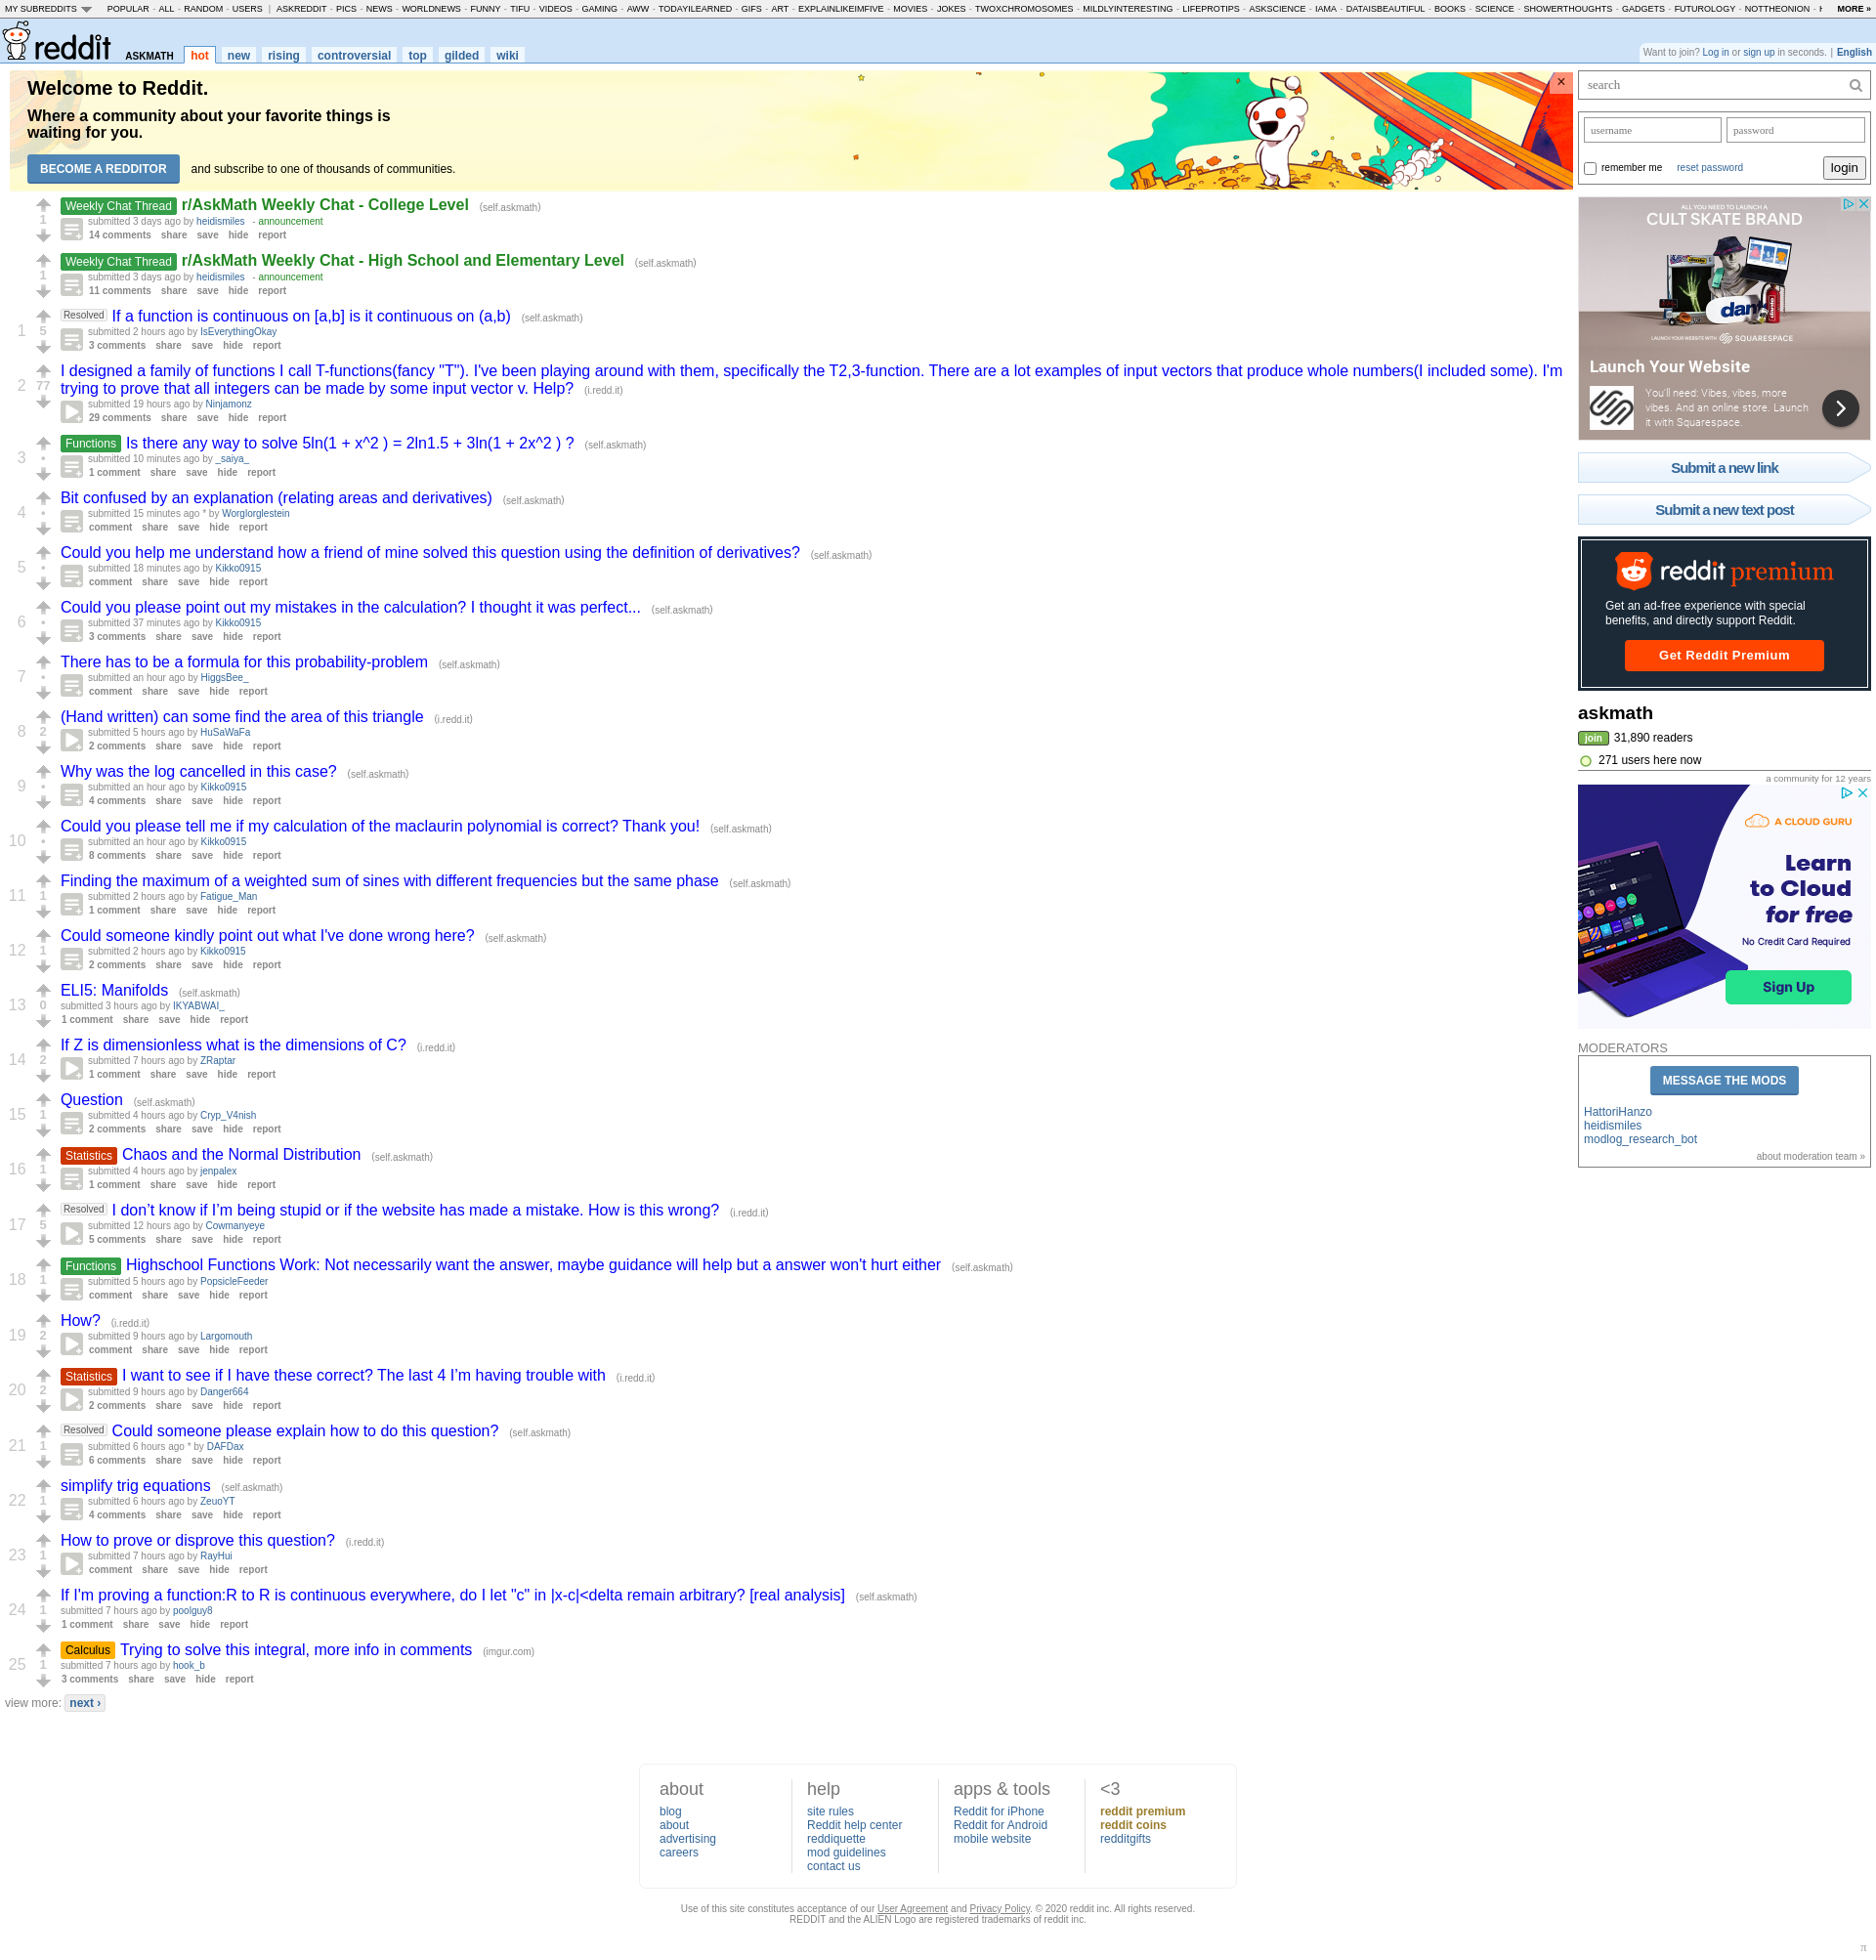 MY SUBREDDITS POPULAR - ALL - RANDOM - USERS | ASKREDDIT - PICS - NEWS - WORLDNEWS - FUNNY - TIFU - VIDEOS - GAMING - AWW - TODAYILEARNED - GIFS - ART - EXPLAINLIKEIMFIVE - MOVIES - JOKES - TWOXCHROMOSOMES - MILDLYINTERESTING - LIFEPROTIPS - ASKSCIENCE - IAMA - DATAISBEAUTIFUL - BOOKS - SCIENCE - SHOWERTHOUGHTS - GADGETS - FUTUROLOGY - NOTTHEONION - MORE »
reddit ASKMATH hot new rising controversial top gilded wiki
Want to join? Log in or sign up in seconds. | English
Welcome to Reddit.
Where a community about your favorite things is
waiting for you.
BECOME A REDDITOR and subscribe to one of thousands of communities.
×
1
Weekly Chat Thread r/AskMath Weekly Chat - College Level (self.askmath)
submitted 3 days ago by heidismiles - announcement
14 comments share save hide report
1
Weekly Chat Thread r/AskMath Weekly Chat - High School and Elementary Level (self.askmath)
submitted 3 days ago by heidismiles - announcement
11 comments share save hide report
1 5
Resolved If a function is continuous on [a,b] is it continuous on (a,b) (self.askmath)
submitted 2 hours ago by IsEverythingOkay
3 comments share save hide report
2 77
I designed a family of functions I call T-functions(fancy "T"). I've been playing around with them, specifically the T2,3-function. There are a lot examples of input vectors that produce whole numbers(I included some). I'm
trying to prove that all integers can be made by some input vector v. Help? (i.redd.it)
submitted 19 hours ago by Ninjamonz
29 comments share save hide report
3 •
Functions Is there any way to solve 5ln(1 + x^2 ) = 2ln1.5 + 3ln(1 + 2x^2 ) ? (self.askmath)
submitted 10 minutes ago by _saiya_
1 comment share save hide report
4 •
Bit confused by an explanation (relating areas and derivatives) (self.askmath)
submitted 15 minutes ago * by Worglorglestein
comment share save hide report
5 •
Could you help me understand how a friend of mine solved this question using the definition of derivatives? (self.askmath)
submitted 18 minutes ago by Kikko0915
comment share save hide report
6 •
Could you please point out my mistakes in the calculation? I thought it was perfect... (self.askmath)
submitted 37 minutes ago by Kikko0915
3 comments share save hide report
7 •
There has to be a formula for this probability-problem (self.askmath)
submitted an hour ago by HiggsBee_
comment share save hide report
8 2
(Hand written) can some find the area of this triangle (i.redd.it)
submitted 5 hours ago by HuSaWaFa
2 comments share save hide report
9 •
Why was the log cancelled in this case? (self.askmath)
submitted an hour ago by Kikko0915
4 comments share save hide report
10 •
Could you please tell me if my calculation of the maclaurin polynomial is correct? Thank you! (self.askmath)
submitted an hour ago by Kikko0915
8 comments share save hide report
11 1
Finding the maximum of a weighted sum of sines with different frequencies but the same phase (self.askmath)
submitted 2 hours ago by Fatigue_Man
1 comment share save hide report
12 1
Could someone kindly point out what I've done wrong here? (self.askmath)
submitted 2 hours ago by Kikko0915
2 comments share save hide report
13 0
ELI5: Manifolds (self.askmath)
submitted 3 hours ago by IKYABWAI_
1 comment share save hide report
14 2
If Z is dimensionless what is the dimensions of C? (i.redd.it)
submitted 7 hours ago by ZRaptar
1 comment share save hide report
15 1
Question (self.askmath)
submitted 4 hours ago by Cryp_V4nish
2 comments share save hide report
16 1
Statistics Chaos and the Normal Distribution (self.askmath)
submitted 4 hours ago by jenpalex
1 comment share save hide report
17 5
Resolved I don’t know if I’m being stupid or if the website has made a mistake. How is this wrong? (i.redd.it)
submitted 12 hours ago by Cowmanyeye
5 comments share save hide report
18 1
Functions Highschool Functions Work: Not necessarily want the answer, maybe guidance will help but a answer won't hurt either (self.askmath)
submitted 5 hours ago by PopsicleFeeder
comment share save hide report
19 2
How? (i.redd.it)
submitted 9 hours ago by Largomouth
comment share save hide report
20 2
Statistics I want to see if I have these correct? The last 4 I’m having trouble with (i.redd.it)
submitted 9 hours ago by Danger664
2 comments share save hide report
21 1
Resolved Could someone please explain how to do this question? (self.askmath)
submitted 6 hours ago * by DAFDax
6 comments share save hide report
22 1
simplify trig equations (self.askmath)
submitted 6 hours ago by ZeuoYT
4 comments share save hide report
23 1
How to prove or disprove this question? (i.redd.it)
submitted 7 hours ago by RayHui
comment share save hide report
24 1
If I'm proving a function:R to R is continuous everywhere, do I let "c" in |x-c|<delta remain arbitrary? [real analysis] (self.askmath)
submitted 7 hours ago by poolguy8
1 comment share save hide report
25 1
Calculus Trying to solve this integral, more info in comments (imgur.com)
submitted 7 hours ago by hook_b
3 comments share save hide report
view more: next ›
search
username password
remember me reset password login
ALL YOU NEED TO LAUNCH A
CULT SKATE BRAND
dant
LAUNCH YOUR WEBSITE WITH SQUARESPACE
Launch Your Website
You'll need: Vibes, vibes, more
vibes. And an online store. Launch
it with Squarespace.
Submit a new link
Submit a new text post
reddit premium
Get an ad-free experience with special
benefits, and directly support Reddit.
Get Reddit Premium
askmath
join 31,890 readers
271 users here now
a community for 12 years
A CLOUD GURU
Learn
to Cloud
for free
No Credit Card Required
Sign Up
MODERATORS
MESSAGE THE MODS
HattoriHanzo
heidismiles
modlog_research_bot
about moderation team »
about
blog
about
advertising
careers
help
site rules
Reddit help center
reddiquette
mod guidelines
contact us
apps & tools
Reddit for iPhone
Reddit for Android
mobile website
<3
reddit premium
reddit coins
redditgifts
Use of this site constitutes acceptance of our User Agreement and Privacy Policy. © 2020 reddit inc. All rights reserved.
REDDIT and the ALIEN Logo are registered trademarks of reddit inc.
π